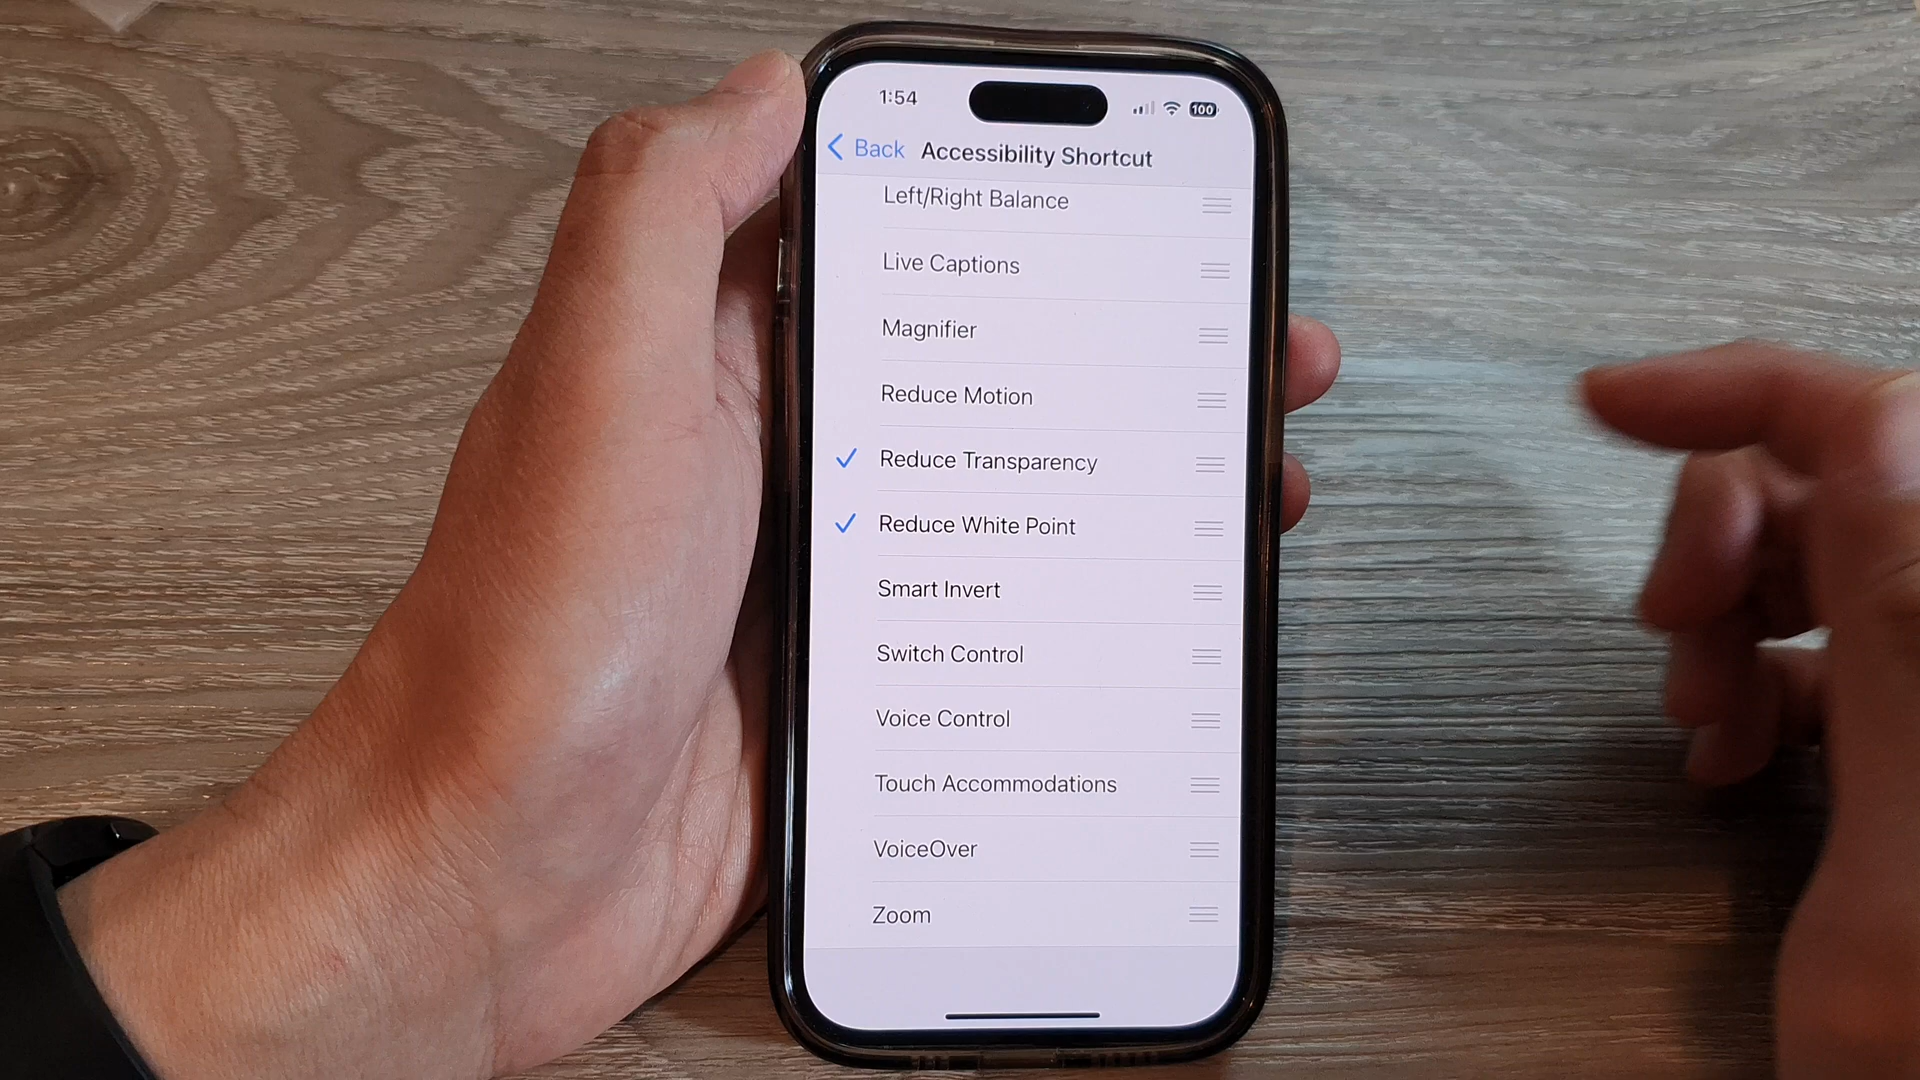 1:54
100
Back Accessibility Shortcut
Left/Right Balance
Live Captions
Magnifier
Reduce Motion
Reduce Transparency
Reduce White Point
Smart Invert
Switch Control
Voice Control
Touch Accommodations
VoiceOver
Zoom